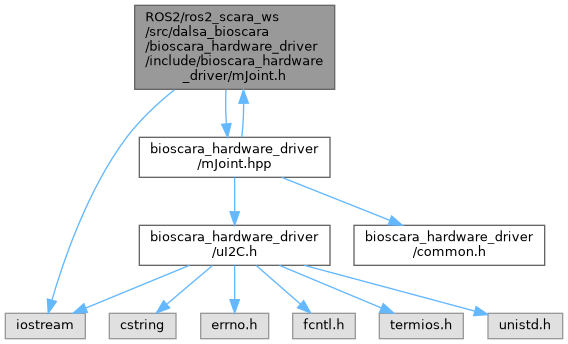 ROS2/ros2_scara_ws
/src/dalsa_bioscara
/bioscara_hardware_driver
/include/bioscara_hardware
_driver/mJoint.h
bioscara_hardware_driver
/mJoint.hpp
bioscara_hardware_driver
/uI2C.h
bioscara_hardware_driver
/common.h
iostream
cstring
errno.h
fcntl.h
termios.h
unistd.h